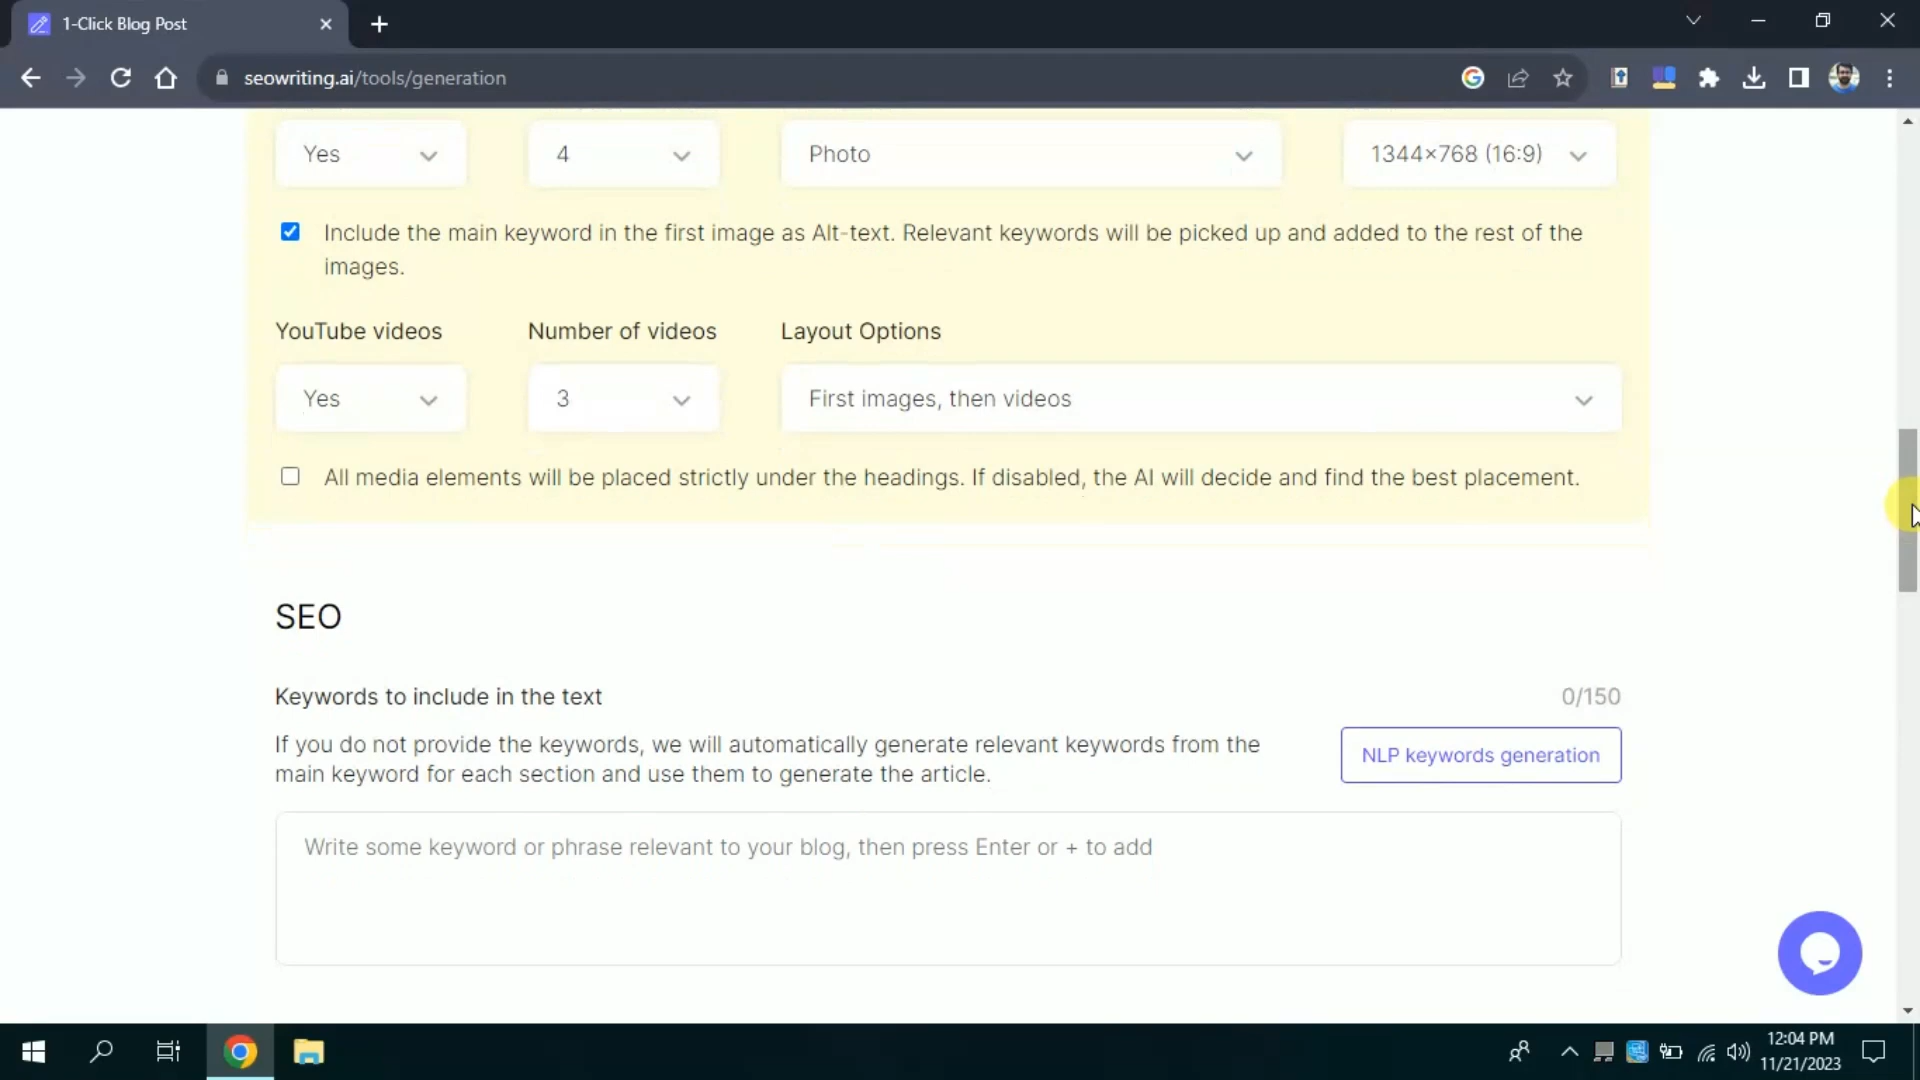 1-Click Blog Post
seowriting.ai/tools/generation
Yes
4
Photo
1344×768 (16:9)
Include the main keyword in the first image as Alt-text. Relevant keywords will be picked up and added to the rest of the
images.
YouTube videos
Number of videos
Layout Options
Yes
3
First images, then videos
All media elements will be placed strictly under the headings. If disabled, the AI will decide and find the best placement.
SEO
Keywords to include in the text
0/150
If you do not provide the keywords, we will automatically generate relevant keywords from the
main keyword for each section and use them to generate the article.
NLP keywords generation
Write some keyword or phrase relevant to your blog, then press Enter or + to add
12:04 PM
11/21/2023